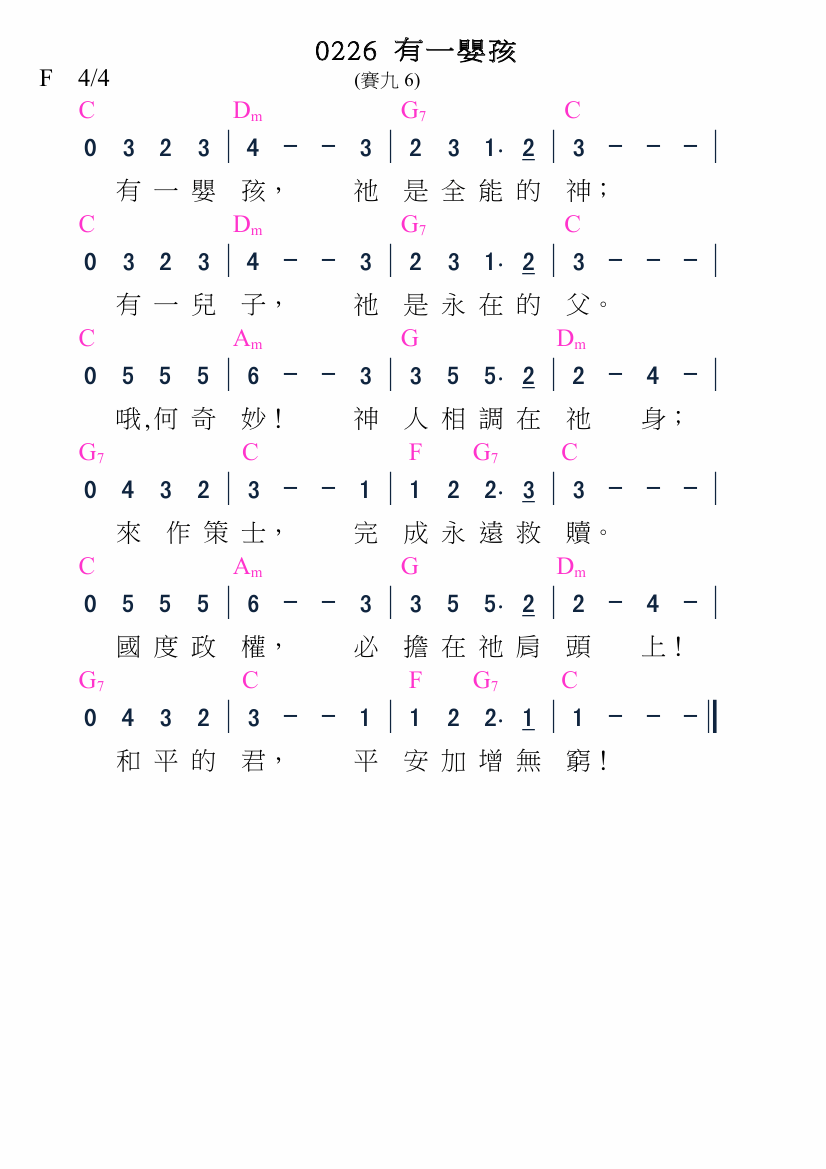 0226 有一嬰孩
F 4/4 (賽九 6)
C Dm G7 C
0 3 2 3 | 4 - - 3 | 2 3 1. 2 | 3 - - - |
有一嬰孩， 祂是全能的神；
C Dm G7 C
0 3 2 3 | 4 - - 3 | 2 3 1. 2 | 3 - - - |
有一兒子， 祂是永在的父。
C Am G Dm
0 5 5 5 | 6 - - 3 | 3 5 5. 2 | 2 - 4 - |
哦,何奇妙! 神人相調在祂身；
G7 C F G7 C
0 4 3 2 | 3 - - 1 | 1 2 2. 3 | 3 - - - |
來作策士， 完成永遠救贖。
C Am G Dm
0 5 5 5 | 6 - - 3 | 3 5 5. 2 | 2 - 4 - |
國度政權， 必擔在祂肩頭上!
G7 C F G7 C
0 4 3 2 | 3 - - 1 | 1 2 2. 1 | 1 - - - ‖
和平的君， 平安加增無窮!